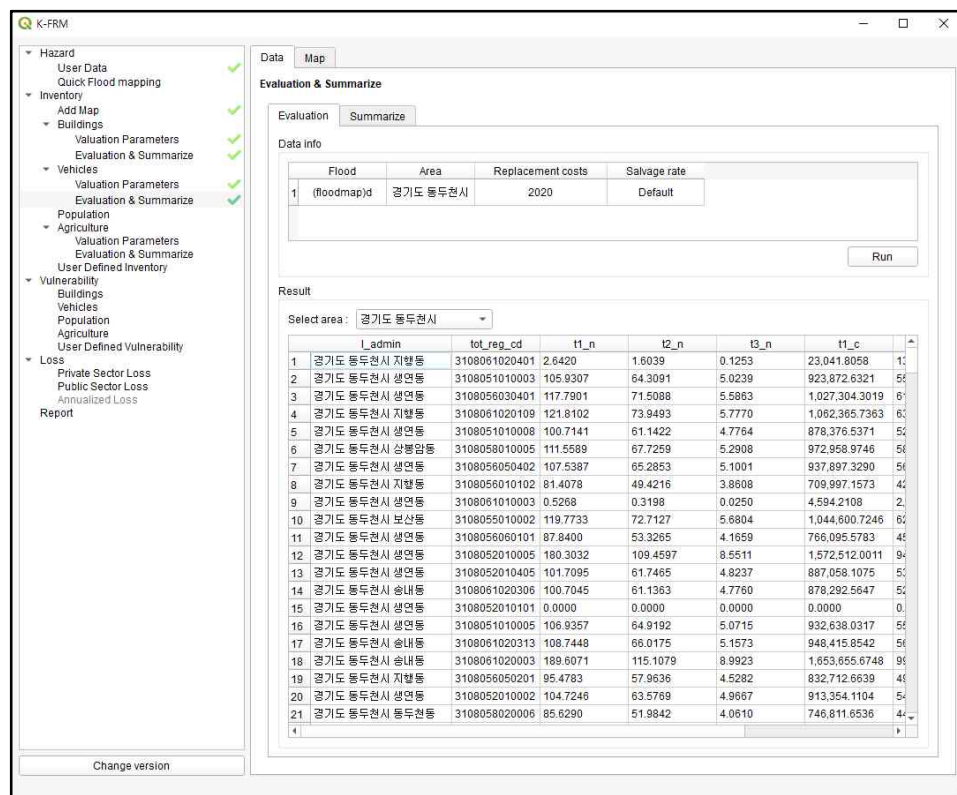 K-FRM
Hazard
User Data
Quick Flood mapping
Inventory
Add Map
Buildings
Valuation Parameters
Evaluation & Summarize
Vehicles
Valuation Parameters
Evaluation & Summarize
Population
Agriculture
Valuation Parameters
Evaluation & Summarize
User Defined Inventory
Vulnerability
Buildings
Vehicles
Population
Agriculture
User Defined Vulnerability
Loss
Private Sector Loss
Public Sector Loss
Annualized Loss
Report
Change version
Data Map
Evaluation & Summarize
Evaluation Summarize
Data info
Flood Area Replacement costs Salvage rate
1 (floodmap)d 경기도 동두천시 2020 Default
Run
Result
Select area : 경기도 동두천시
l_admin tot_reg_cd t1_n t2_n t3_n t1_c
1 경기도 동두천시 지행동 3108061020401 2.6420 1.6039 0.1253 23,041.8058
2 경기도 동두천시 생연동 3108051010003 105.9307 64.3091 5.0239 923,872.6321
3 경기도 동두천시 생연동 3108056030401 117.7901 71.5088 5.5863 1,027,304.3019
4 경기도 동두천시 지행동 3108061020109 121.8102 73.9493 5.7770 1,062,365.7363
5 경기도 동두천시 생연동 3108051010008 100.7141 61.1422 4.7764 878,376.5371
6 경기도 동두천시 상봉암동 3108058010005 111.5589 67.7259 5.2908 972,958.9746
7 경기도 동두천시 생연동 3108056050402 107.5387 65.2853 5.1001 937,897.3290
8 경기도 동두천시 지행동 3108056010102 81.4078 49.4216 3.8608 709,997.1573
9 경기도 동두천시 생연동 3108061010003 0.5268 0.3198 0.0250 4,594.2108
10 경기도 동두천시 보산동 3108055010002 119.7733 72.7127 5.6804 1,044,600.7246
11 경기도 동두천시 생연동 3108056060101 87.8400 53.3265 4.1659 766,095.5783
12 경기도 동두천시 생연동 3108052010005 180.3032 109.4597 8.5511 1,572,512.0011
13 경기도 동두천시 생연동 3108052010405 101.7095 61.7465 4.8237 887,058.1075
14 경기도 동두천시 송내동 3108061020306 100.7045 61.1363 4.7760 878,292.5647
15 경기도 동두천시 생연동 3108052010101 0.0000 0.0000 0.0000 0.0000
16 경기도 동두천시 생연동 3108051010005 106.9357 64.9192 5.0715 932,638.0317
17 경기도 동두천시 송내동 3108061020313 108.7448 66.0175 5.1573 948,415.8542
18 경기도 동두천시 송내동 3108061020003 189.6071 115.1079 8.9923 1,653,655.6748
19 경기도 동두천시 지행동 3108056050201 95.4783 57.9636 4.5282 832,712.6639
20 경기도 동두천시 생연동 3108052010002 104.7246 63.5769 4.9667 913,354.1104
21 경기도 동두천시 동두천동 3108058020006 85.6290 51.9842 4.0610 746,811.6536